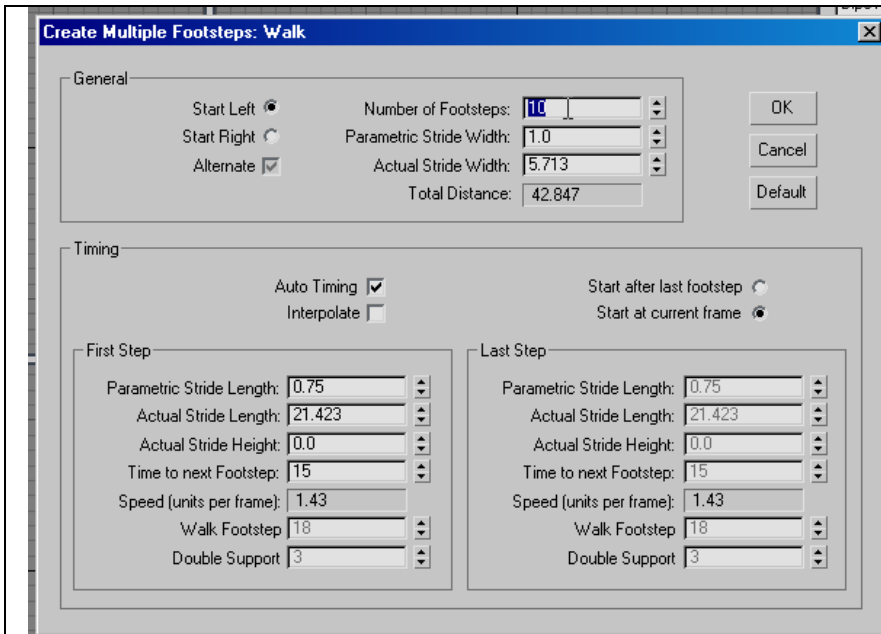 Create Multiple Footsteps: Walk
General
Start Left
Number of Footsteps: 10
OK
Start Right
Parametric Stride Width: 1.0
Cancel
Alternate
Actual Stride Width: 5.713
Total Distance: 42.847
Default
Timing
Auto Timing
Start after last footstep
Interpolate
Start at current frame
First Step
Parametric Stride Length: 0.75
Actual Stride Length: 21.423
Actual Stride Height: 0.0
Time to next Footstep: 15
Speed (units per frame): 1.43
Walk Footstep 18
Double Support 3
Last Step
Parametric Stride Length: 0.75
Actual Stride Length: 21.423
Actual Stride Height: 0.0
Time to next Footstep: 15
Speed (units per frame): 1.43
Walk Footstep 18
Double Support 3